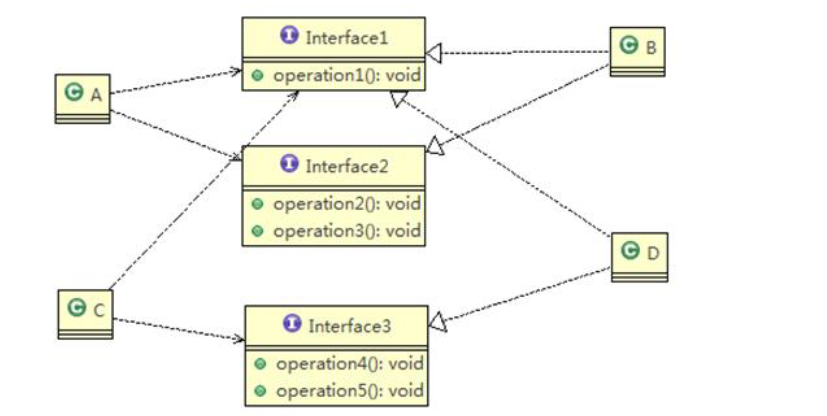 I Interface1
operation1(): void
C A
C B
I Interface2
operation2(): void
operation3(): void
C D
C C
I Interface3
operation4(): void
operation5(): void